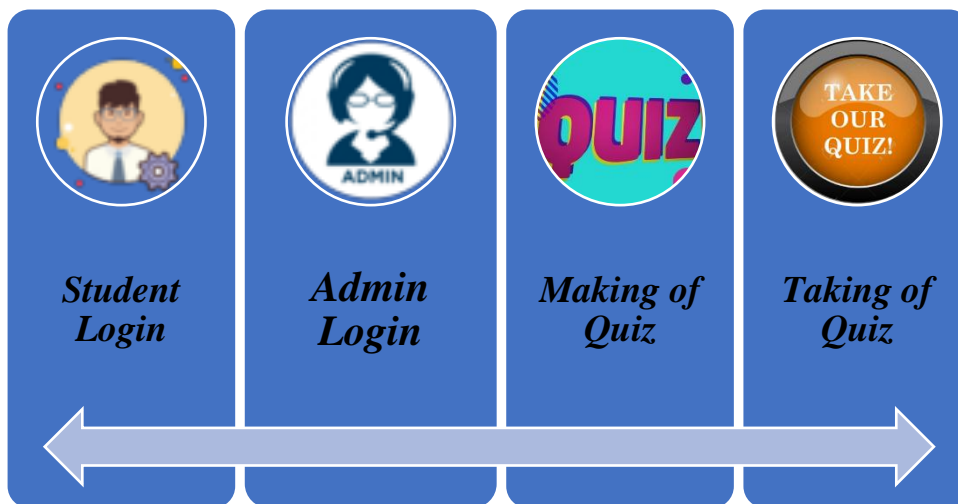 ADMIN
QUIZ
TAKE
OUR
QUIZ!
Student
Login
Admin
Login
Making of
Quiz
Taking of
Quiz